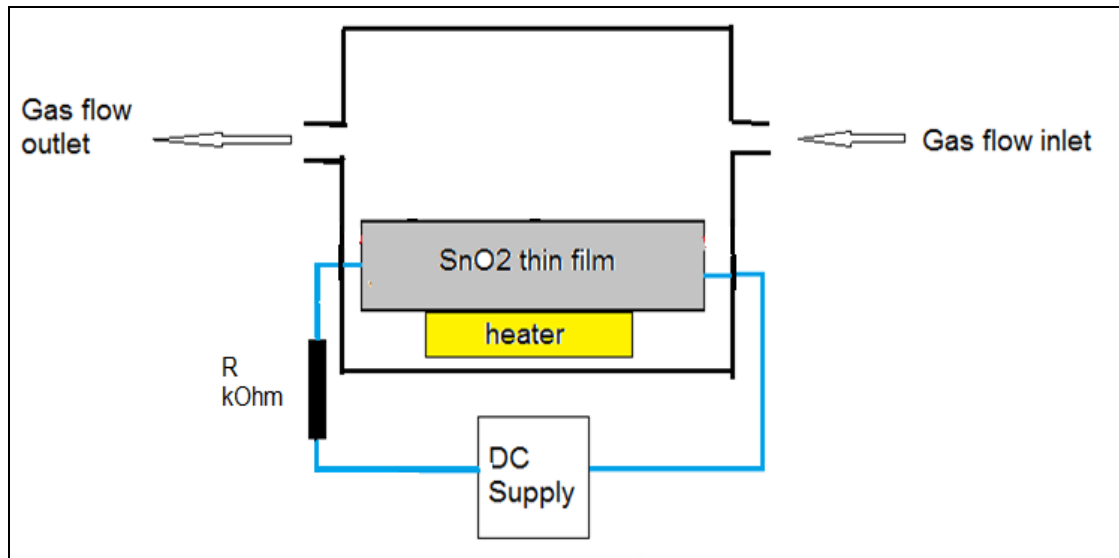 Gas flow
outlet
Gas flow inlet
SnO2 thin film
heater
R
kOhm
DC
Supply